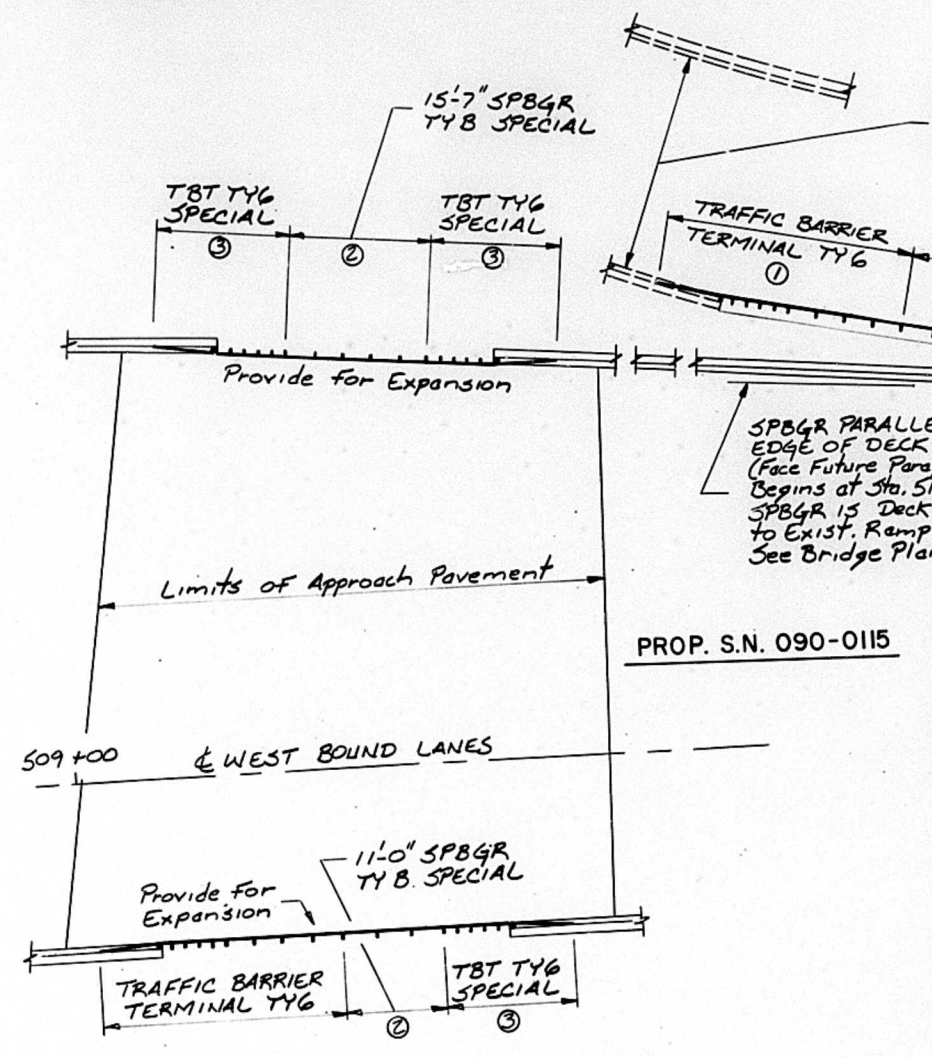 15'-7" SPBGR
TY B SPECIAL
TBT TY6
SPECIAL
③
②
TBT TY6
SPECIAL
③
TRAFFIC BARRIER
TERMINAL TY6
①
Provide for Expansion
SPBGR PARALLE
EDGE OF DECK
(Face Future Para
Begins at Sta. 51
SPBGR is Deck
to Exist. Ramp
See Bridge Pla
Limits of Approach Pavement
PROP. S.N. 090-0115
509+00
℄ WEST BOUND LANES
11'-0" SPBGR
TY B. SPECIAL
Provide for
Expansion
TRAFFIC BARRIER
TERMINAL TY6
②
TBT TY6
SPECIAL
③